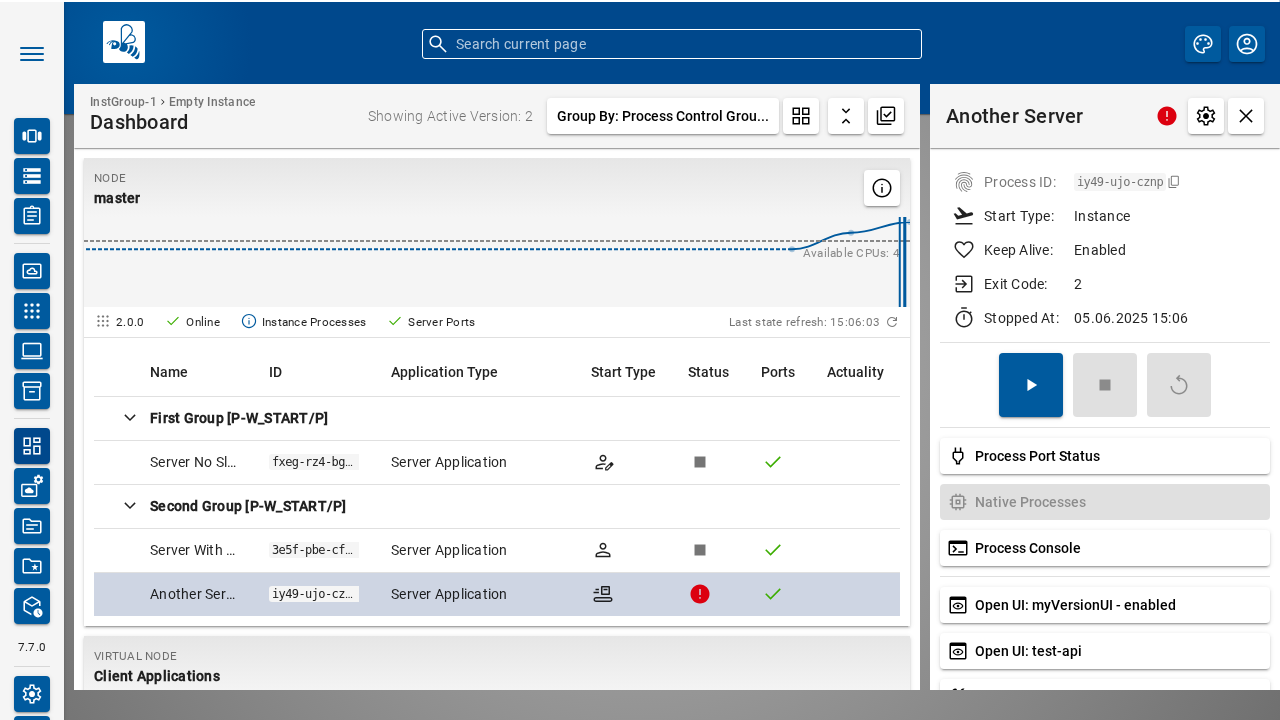 Search current page
InstGroup-1 › Empty Instance
Dashboard
Showing Active Version: 2
Group By: Process Control Grou...
NODE
master
Available CPUs: 4
2.0.0
Online
Instance Processes
Server Ports
Last state refresh: 15:06:03
Name
ID
Application Type
Start Type
Status
Ports
Actuality
First Group [P-W_START/P]
Server No Sl…
fxeg-rz4-bg…
Server Application
Second Group [P-W_START/P]
Server With …
3e5f-pbe-cf…
Server Application
Another Ser…
iy49-ujo-cz…
Server Application
VIRTUAL NODE
Client Applications
7.7.0
Another Server
Process ID:
iy49-ujo-cznp
Start Type:
Instance
Keep Alive:
Enabled
Exit Code:
2
Stopped At:
05.06.2025 15:06
Process Port Status
Native Processes
Process Console
Open UI: myVersionUI - enabled
Open UI: test-api